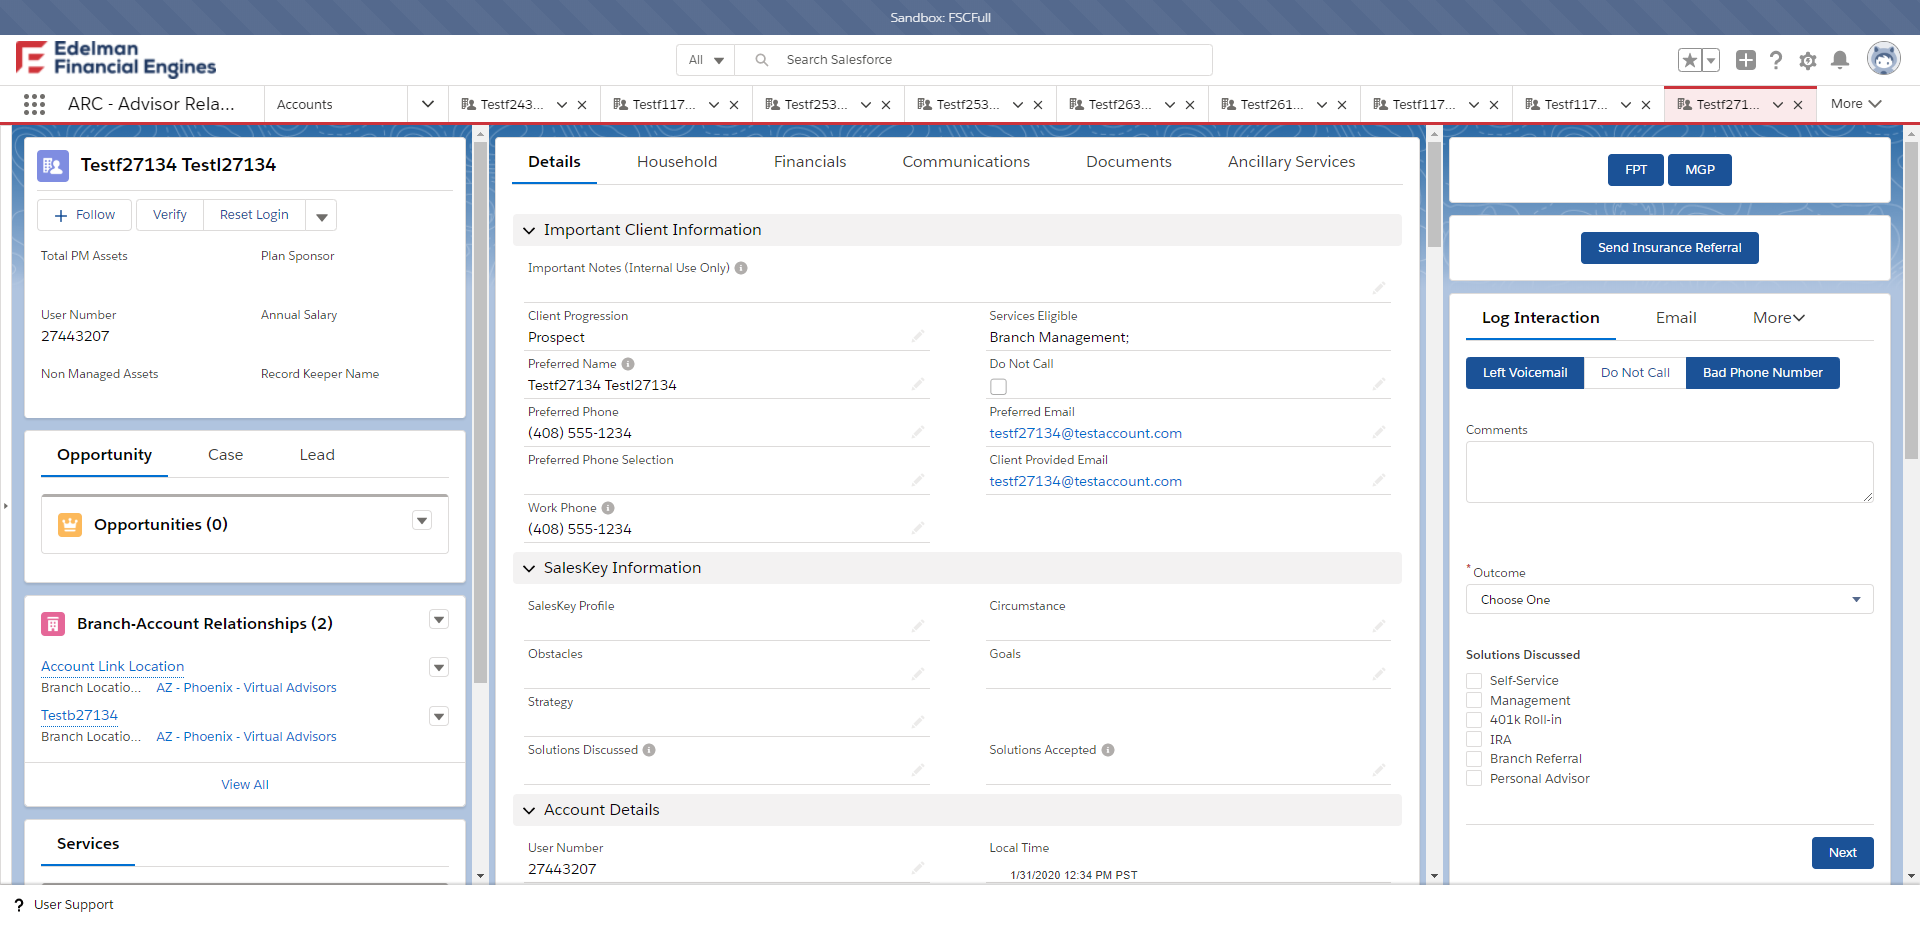 Sandbox: FSCFull
Edelman
Financial Engines
All
Search Salesforce
ARC - Advisor Rela...
Accounts
Testf243...
Testf117...
Testf253...
Testf253...
Testf263...
Testf261...
Testf117...
Testf117...
Testf271...
More
Testf27134 Testl27134
Follow
Verify
Reset Login
Total PM Assets
Plan Sponsor
User Number
27443207
Annual Salary
Non Managed Assets
Record Keeper Name
Opportunity
Case
Lead
Opportunities (0)
Branch-Account Relationships (2)
Account Link Location
Branch Locatio... AZ - Phoenix - Virtual Advisors
Testb27134
Branch Locatio... AZ - Phoenix - Virtual Advisors
View All
Services
Details
Household
Financials
Communications
Documents
Ancillary Services
Important Client Information
Important Notes (Internal Use Only)
Client Progression
Prospect
Services Eligible
Branch Management;
Preferred Name
Testf27134 Testl27134
Do Not Call
Preferred Phone
(408) 555-1234
Preferred Email
testf27134@testaccount.com
Preferred Phone Selection
Client Provided Email
testf27134@testaccount.com
Work Phone
(408) 555-1234
SalesKey Information
SalesKey Profile
Circumstance
Obstacles
Goals
Strategy
Solutions Discussed
Solutions Accepted
Account Details
User Number
27443207
Local Time
1/31/2020 12:34 PM PST
FPT
MGP
Send Insurance Referral
Log Interaction
Email
More
Left Voicemail
Do Not Call
Bad Phone Number
Comments
*Outcome
Choose One
Solutions Discussed
Self-Service
Management
401k Roll-in
IRA
Branch Referral
Personal Advisor
Next
? User Support